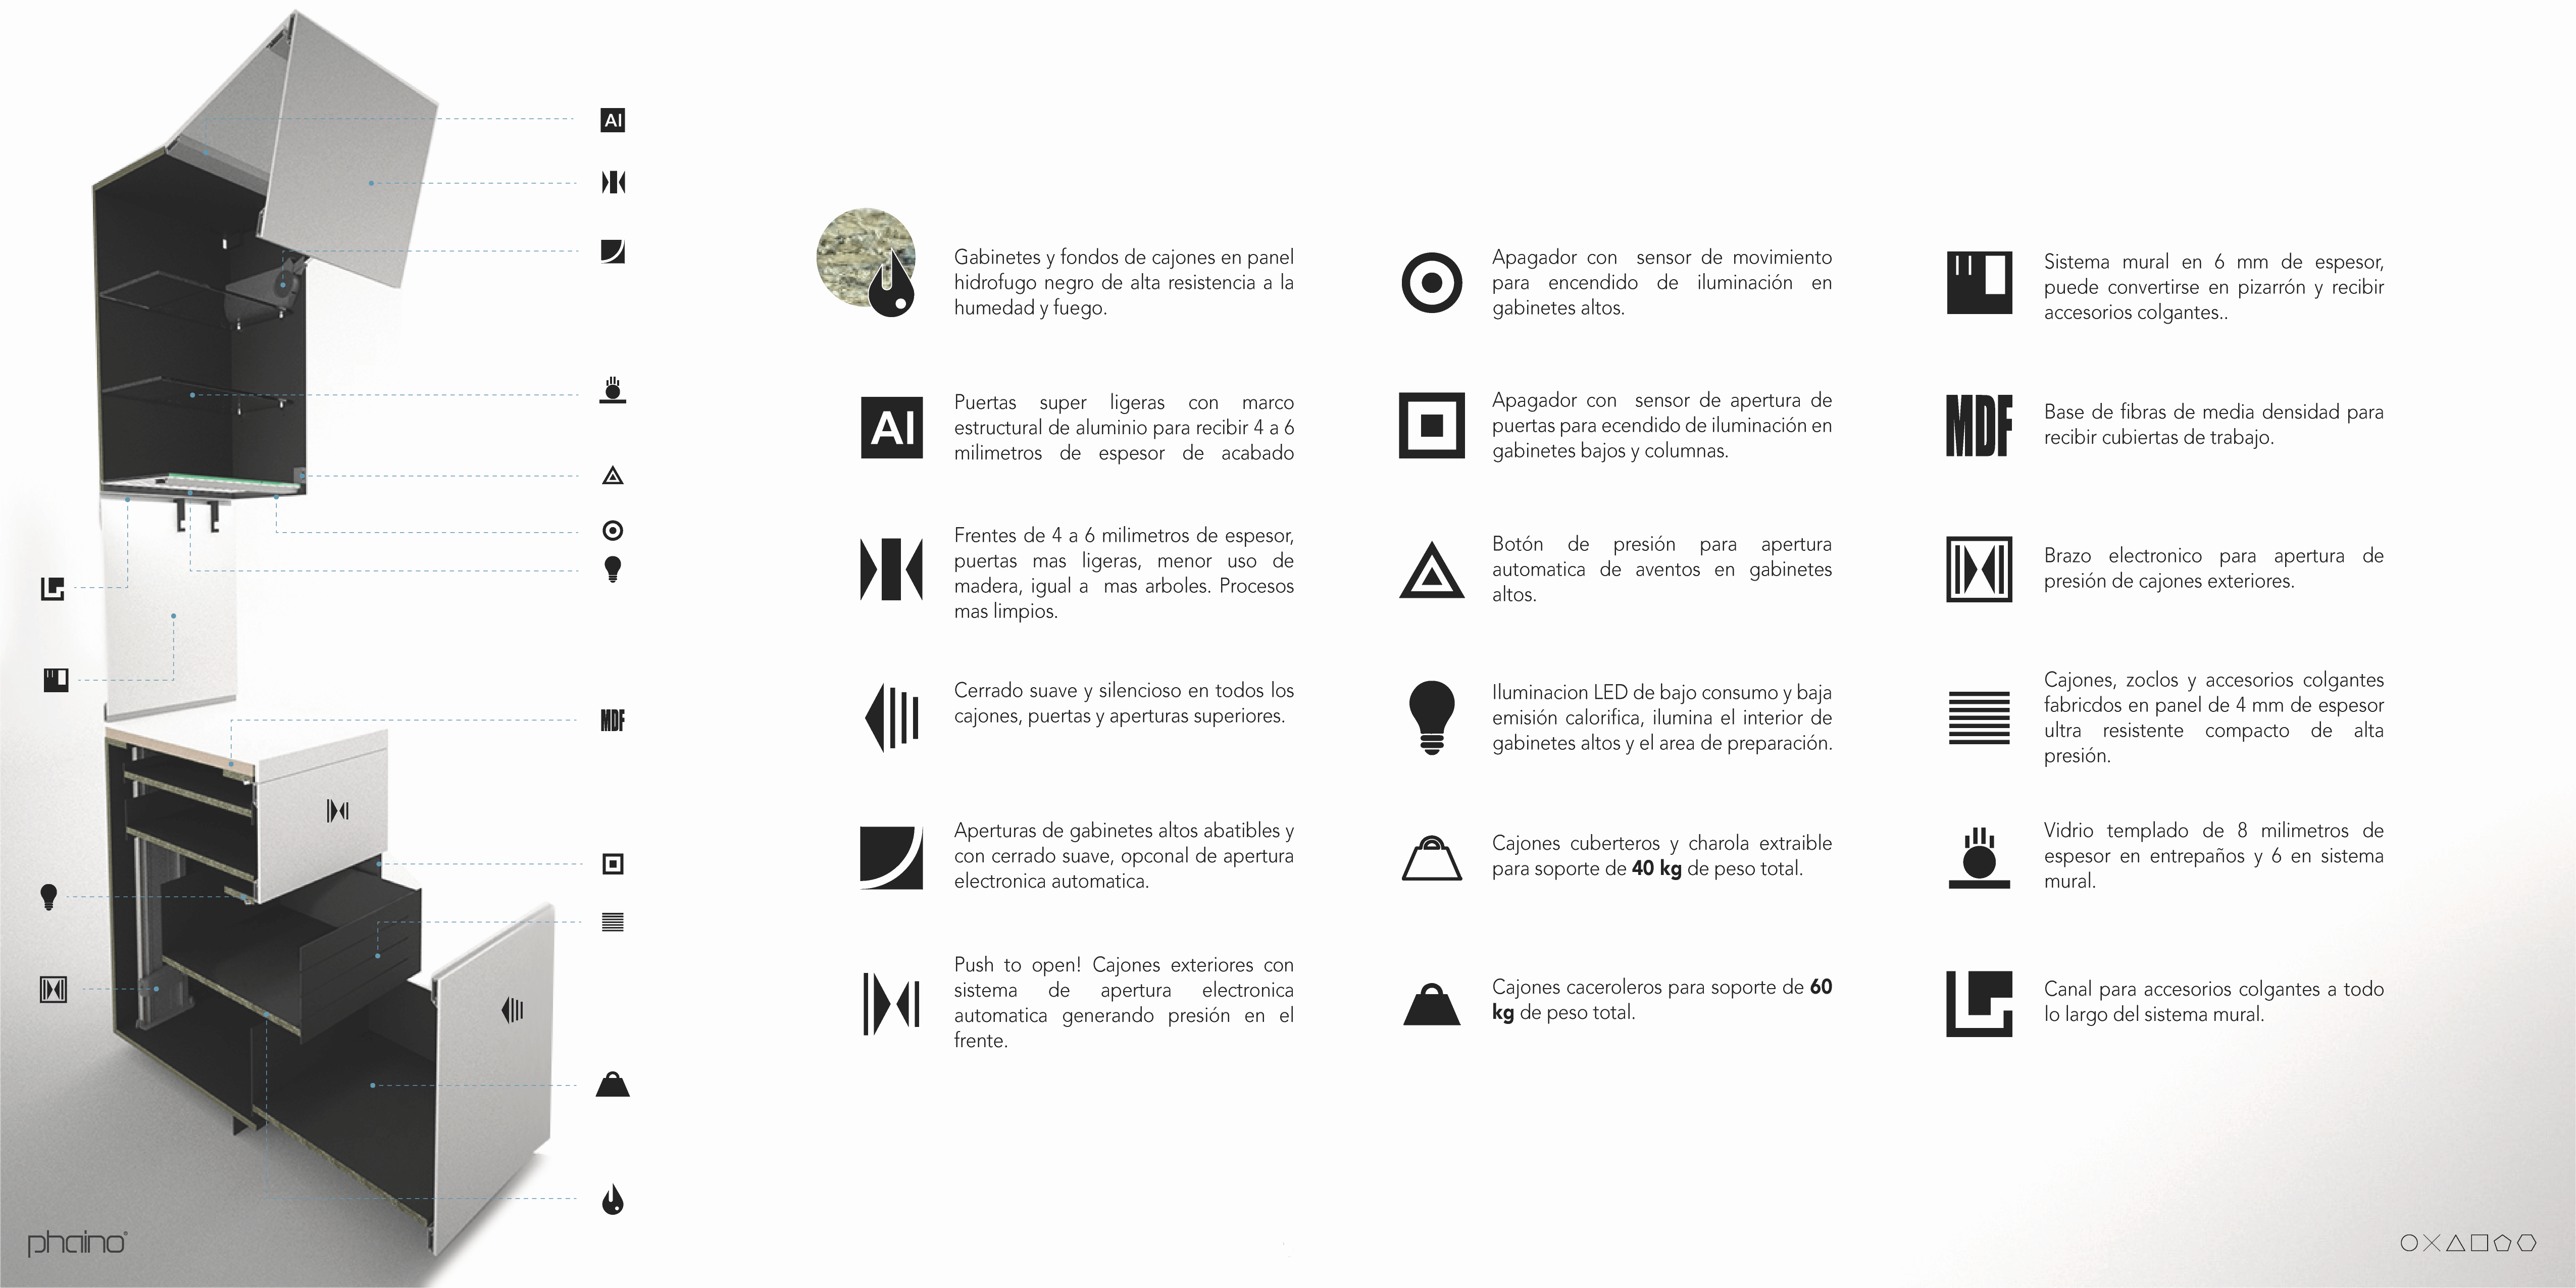 AI
MDF
Gabinetes y fondos de cajones en panel
hidrofugo negro de alta resistencia a la
humedad y fuego.
AI
Puertas super ligeras con marco
estructural de aluminio para recibir 4 a 6
milimetros de espesor de acabado
Frentes de 4 a 6 milimetros de espesor,
puertas mas ligeras, menor uso de
madera, igual a mas arboles. Procesos
mas limpios.
Cerrado suave y silencioso en todos los
cajones, puertas y aperturas superiores.
Aperturas de gabinetes altos abatibles y
con cerrado suave, opconal de apertura
electronica automatica.
Push to open! Cajones exteriores con
sistema de apertura electronica
automatica generando presión en el
frente.
Apagador con sensor de movimiento
para encendido de iluminación en
gabinetes altos.
Apagador con sensor de apertura de
puertas para ecendido de iluminación en
gabinetes bajos y columnas.
Botón de presión para apertura
automatica de aventos en gabinetes
altos.
Iluminacion LED de bajo consumo y baja
emisión calorifica, ilumina el interior de
gabinetes altos y el area de preparación.
Cajones cuberteros y charola extraible
para soporte de 40 kg de peso total.
Cajones caceroleros para soporte de 60
kg de peso total.
Sistema mural en 6 mm de espesor,
puede convertirse en pizarrón y recibir
accesorios colgantes..
MDF
Base de fibras de media densidad para
recibir cubiertas de trabajo.
Brazo electronico para apertura de
presión de cajones exteriores.
Cajones, zoclos y accesorios colgantes
fabricdos en panel de 4 mm de espesor
ultra resistente compacto de alta
presión.
Vidrio templado de 8 milimetros de
espesor en entrepaños y 6 en sistema
mural.
Canal para accesorios colgantes a todo
lo largo del sistema mural.
phaino°